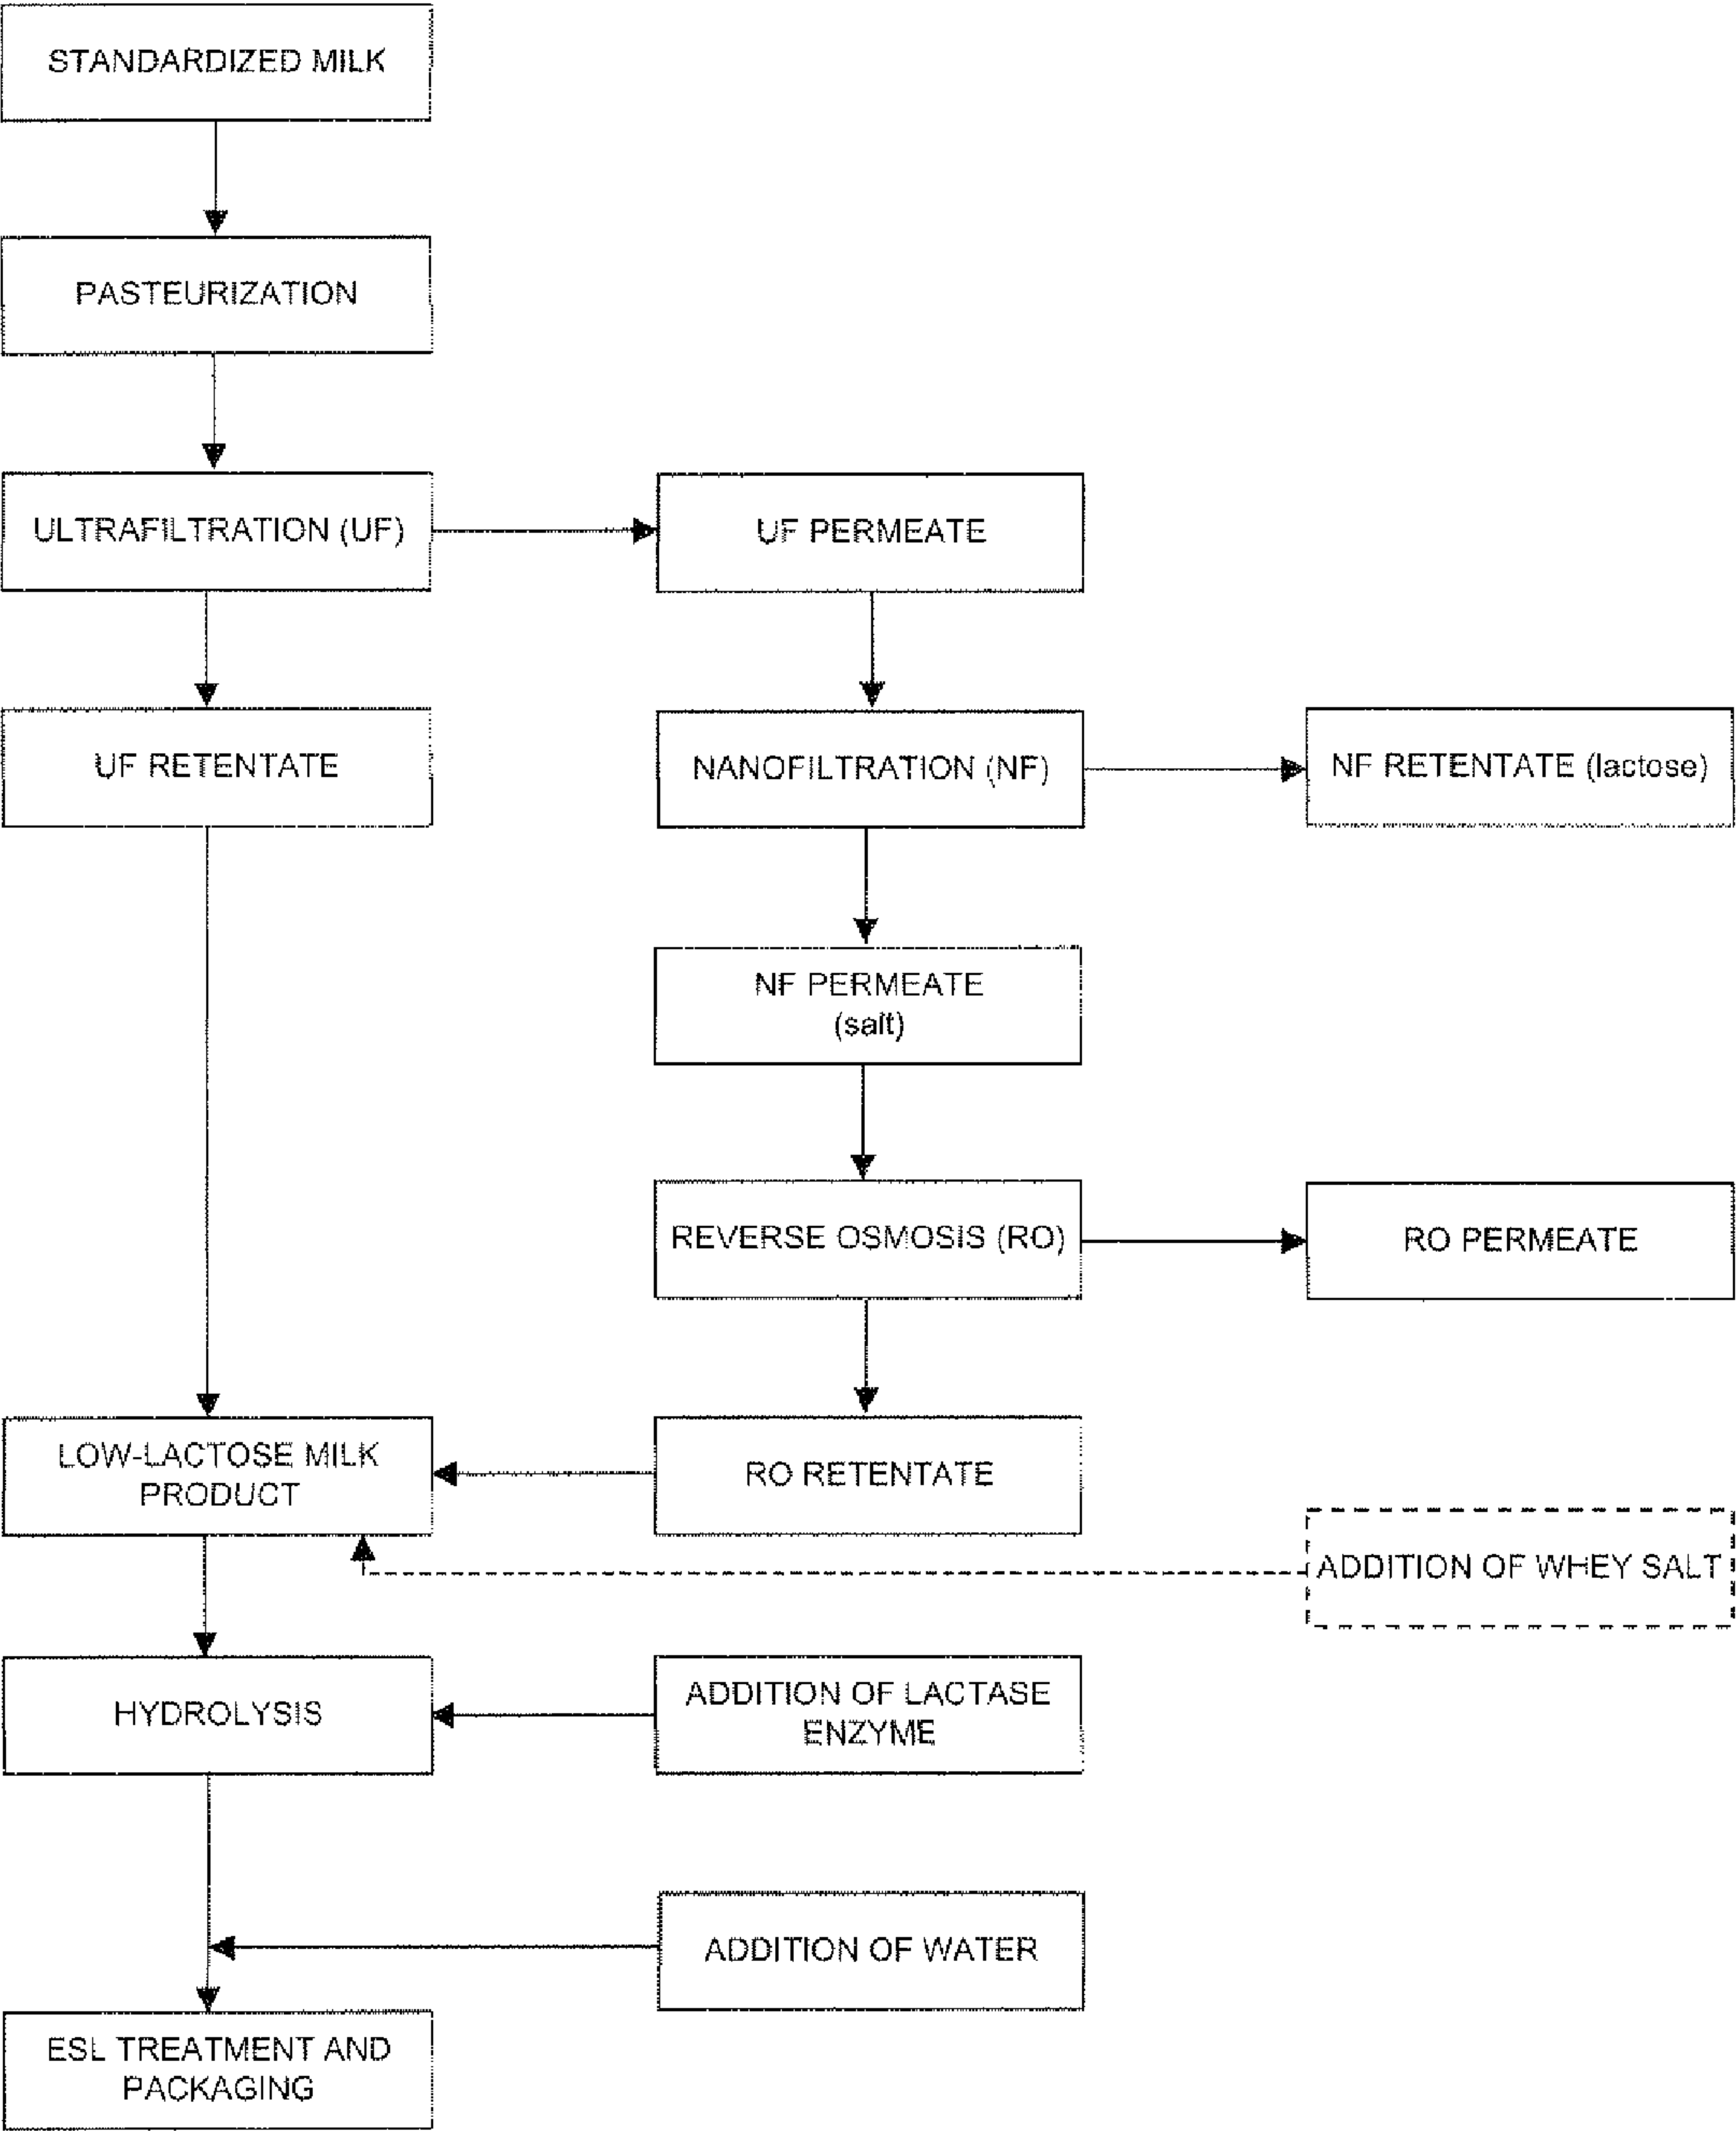 STANDARDIZED MILK
PASTEURIZATION
ULTRAFILTRATION (UF)
UF PERMEATE
UF RETENTATE
NANOFILTRATION (NF)
NF RETENTATE (lactose)
NF PERMEATE
(salt)
REVERSE OSMOSIS (RO)
RO PERMEATE
LOW-LACTOSE MILK
PRODUCT
RO RETENTATE
ADDITION OF WHEY SALT
HYDROLYSIS
ADDITION OF LACTASE
ENZYME
ADDITION OF WATER
ESL TREATMENT AND
PACKAGING